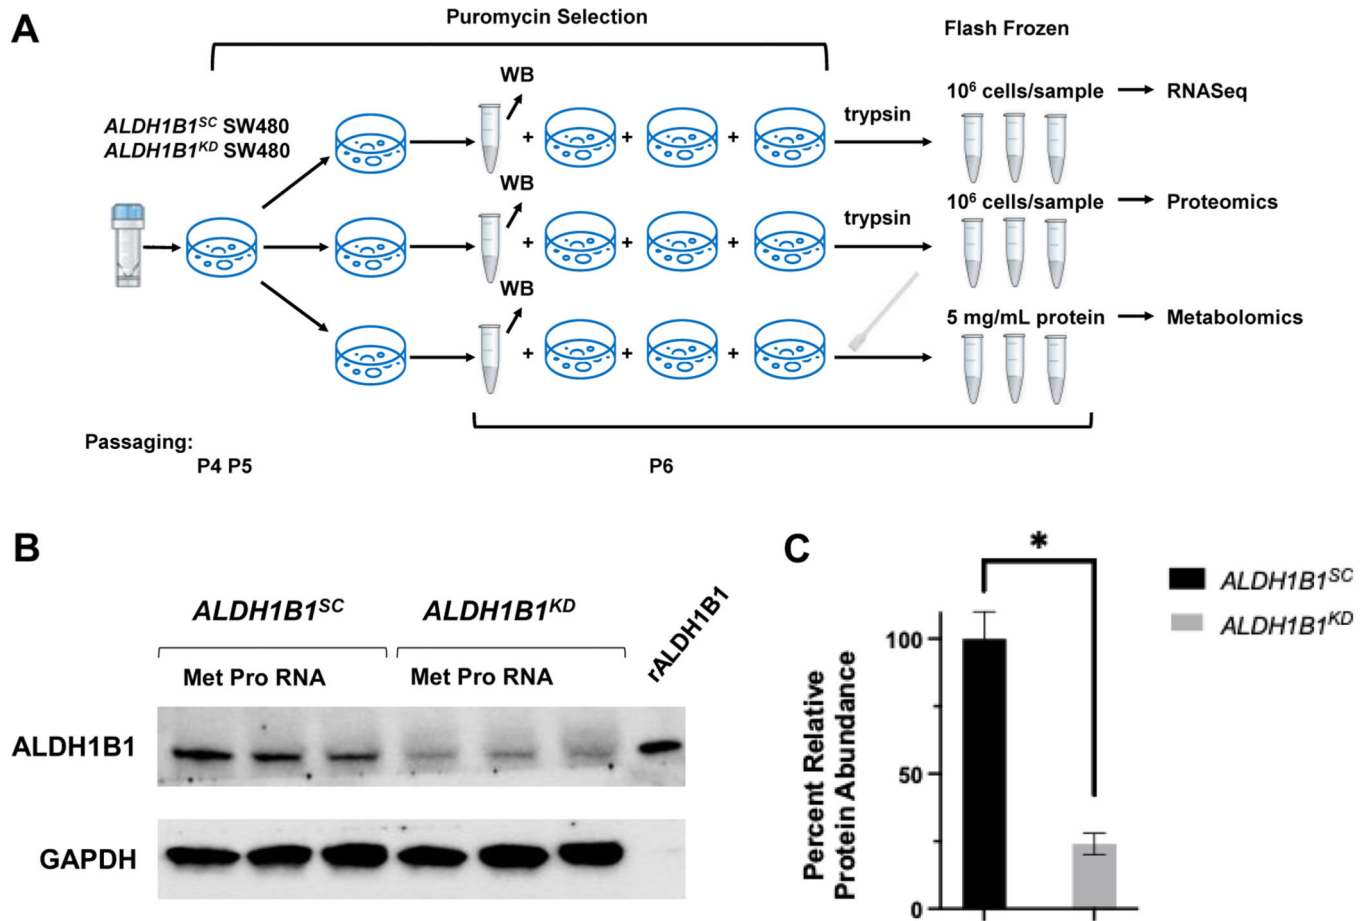 A
Puromycin Selection
Flash Frozen
WB
10⁶ cells/sample
RNASeq
ALDH1B1ˢᶜ SW480
ALDH1B1ᴷᴰ SW480
+ + +
trypsin
WB
10⁶ cells/sample
Proteomics
+ + +
trypsin
WB
5 mg/mL protein
Metabolomics
+ + +
Passaging:
P4 P5
P6
B
ALDH1B1ˢᶜ
ALDH1B1ᴷᴰ
rALDH1B1
Met Pro RNA
Met Pro RNA
ALDH1B1
GAPDH
C
*
ALDH1B1ˢᶜ
ALDH1B1ᴷᴰ
Percent Relative
Protein Abundance
100
50
0